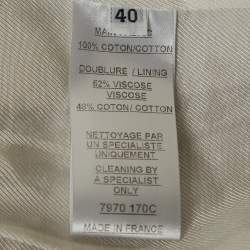 40
100% COTON/COTTON
DOUBLURE / LINING
52% VISCOSE
VISCOSE
48% COTON/ COTTON
NETTOYAGE PAR
UN SPECIALISTE
UNIQUEMENT
CLEANING BY
A SPECIALIST
ONLY
7970 170C
MADE IN FRANCE